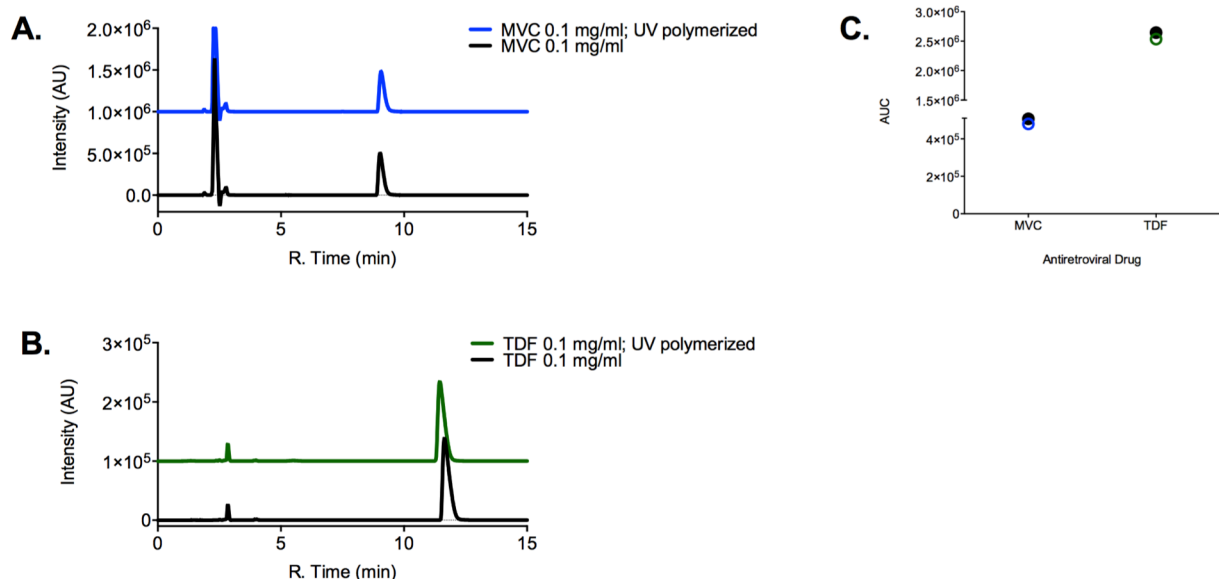 A.
MVC 0.1 mg/ml; UV polymerized
MVC 0.1 mg/ml
2.0×10⁶
1.5×10⁶
1.0×10⁶
5.0×10⁵
0.0
Intensity (AU)
0 5 10 15
R. Time (min)
B.
TDF 0.1 mg/ml; UV polymerized
TDF 0.1 mg/ml
3×10⁵
2×10⁵
1×10⁵
0
Intensity (AU)
0 5 10 15
R. Time (min)
C.
3.0×10⁶
2.5×10⁶
2.0×10⁶
1.5×10⁶
4×10⁵
2×10⁵
0
AUC
MVC TDF
Antiretroviral Drug